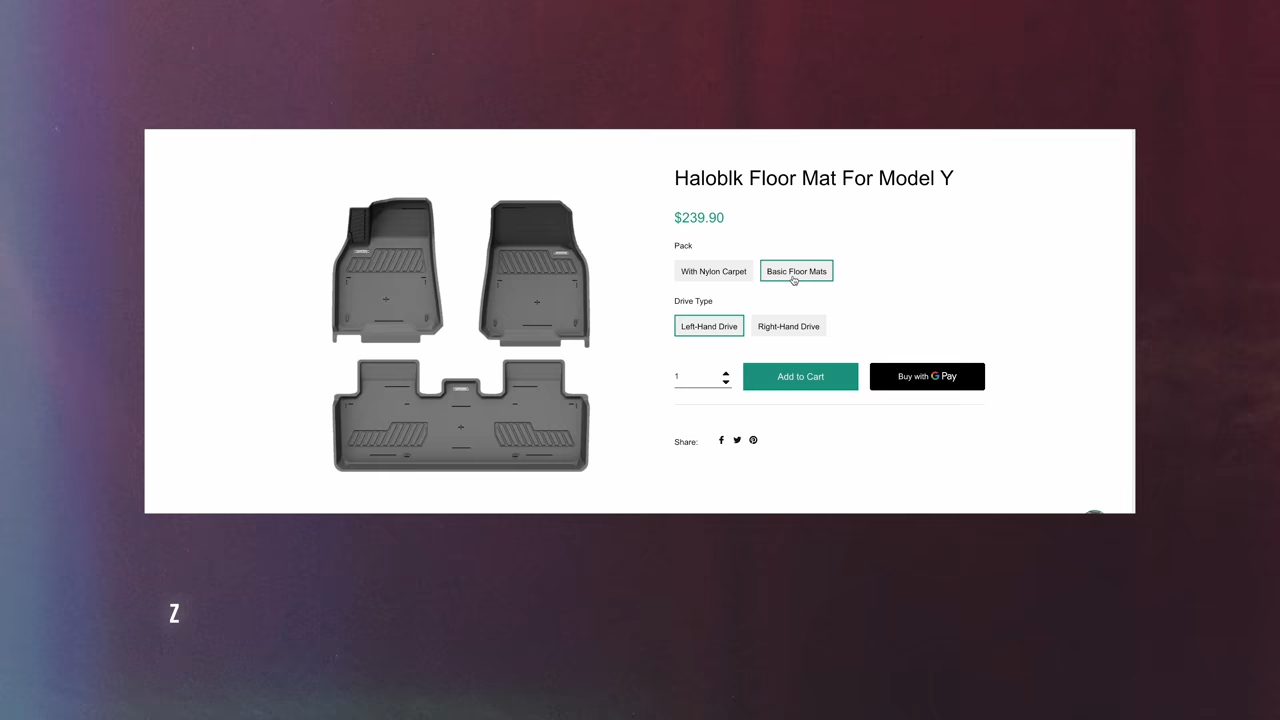 Haloblk Floor Mat For Model Y
$239.90
Pack
With Nylon Carpet
Basic Floor Mats
Drive Type
Left-Hand Drive
Right-Hand Drive
1
Add to Cart
Buy with G Pay
Share:
Z